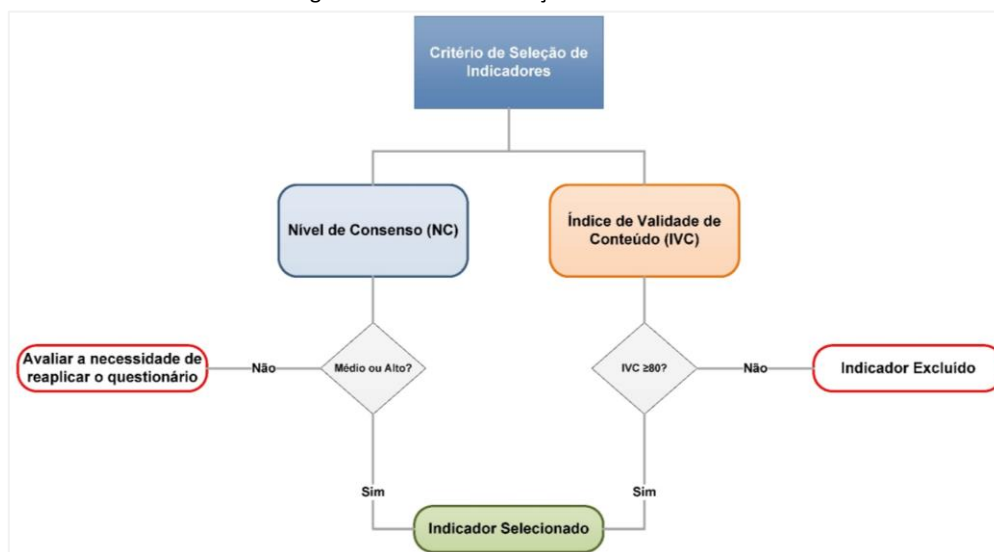 Critério de Seleção de
Indicadores
Nível de Consenso (NC)
Índice de Validade de
Conteúdo (IVC)
Avaliar a necessidade de
reaplicar o questionário
Não
Médio ou Alto?
IVC ≥80?
Não
Indicador Excluído
Sim
Sim
Indicador Selecionado